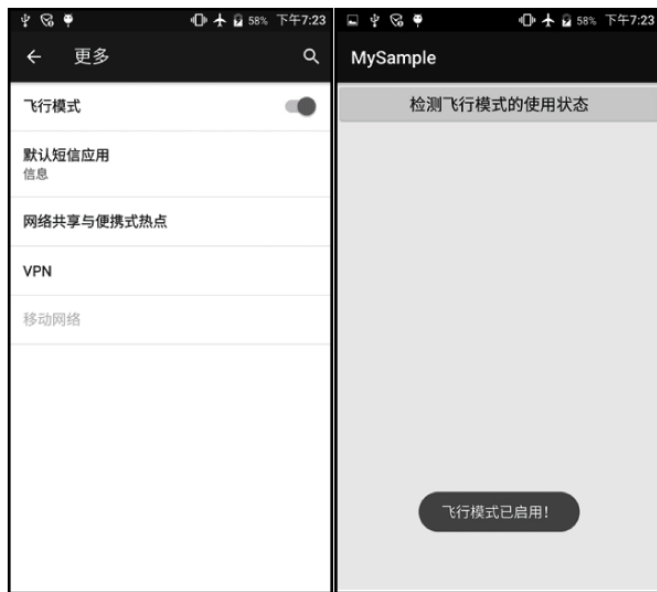 58% 下午7:23
更多
飞行模式
默认短信应用
信息
网络共享与便携式热点
VPN
移动网络
58% 下午7:23
MySample
检测飞行模式的使用状态
飞行模式已启用!